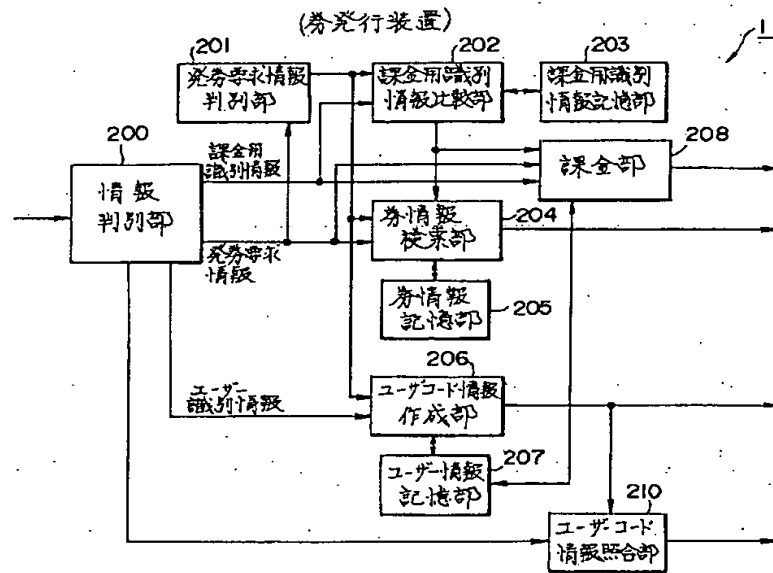 (券発行装置)
1
201
発券要求情報
判別部
202
課金用識別
情報比較部
203
課金用識別
情報記憶部
200
情報
判別部
課金用
識別情報
発券要求
情報
208
課金部
204
券情報
検索部
205
券情報
記憶部
206
ユーザコード情報
作成部
ユーザー
識別情報
207
ユーザー情報
記憶部
210
ユーザーコード
情報照合部